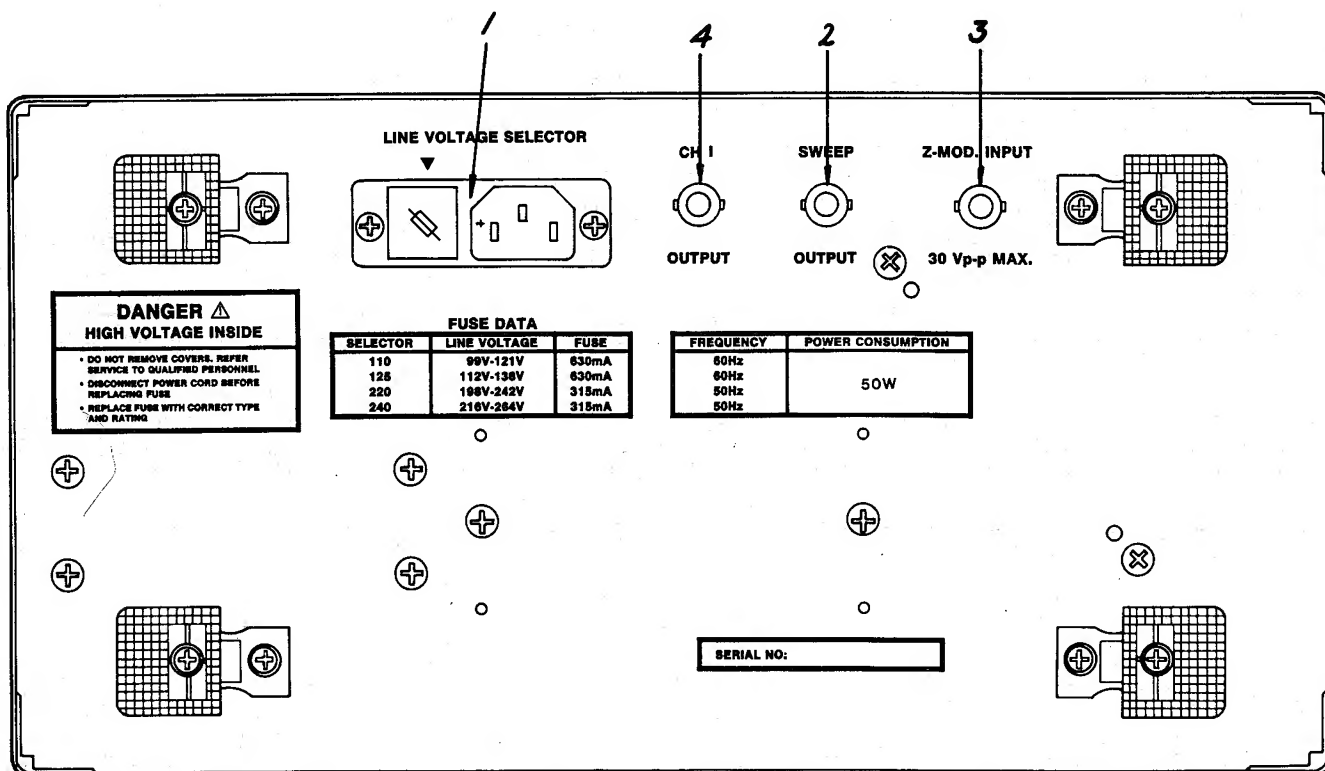 1 4 2 3
LINE VOLTAGE SELECTOR
CH I SWEEP Z-MOD. INPUT
OUTPUT OUTPUT 30 Vp-p MAX.
DANGER ⚠
HIGH VOLTAGE INSIDE
• DO NOT REMOVE COVERS. REFER
SERVICE TO QUALIFIED PERSONNEL
• DISCONNECT POWER CORD BEFORE
REPLACING FUSE
• REPLACE FUSE WITH CORRECT TYPE
AND RATING
FUSE DATA
SELECTOR LINE VOLTAGE FUSE
110 99V-121V 630mA
125 112V-138V 630mA
220 198V-242V 315mA
240 216V-264V 315mA
FREQUENCY POWER CONSUMPTION
60Hz
60Hz
50Hz
50Hz
50W
SERIAL NO: